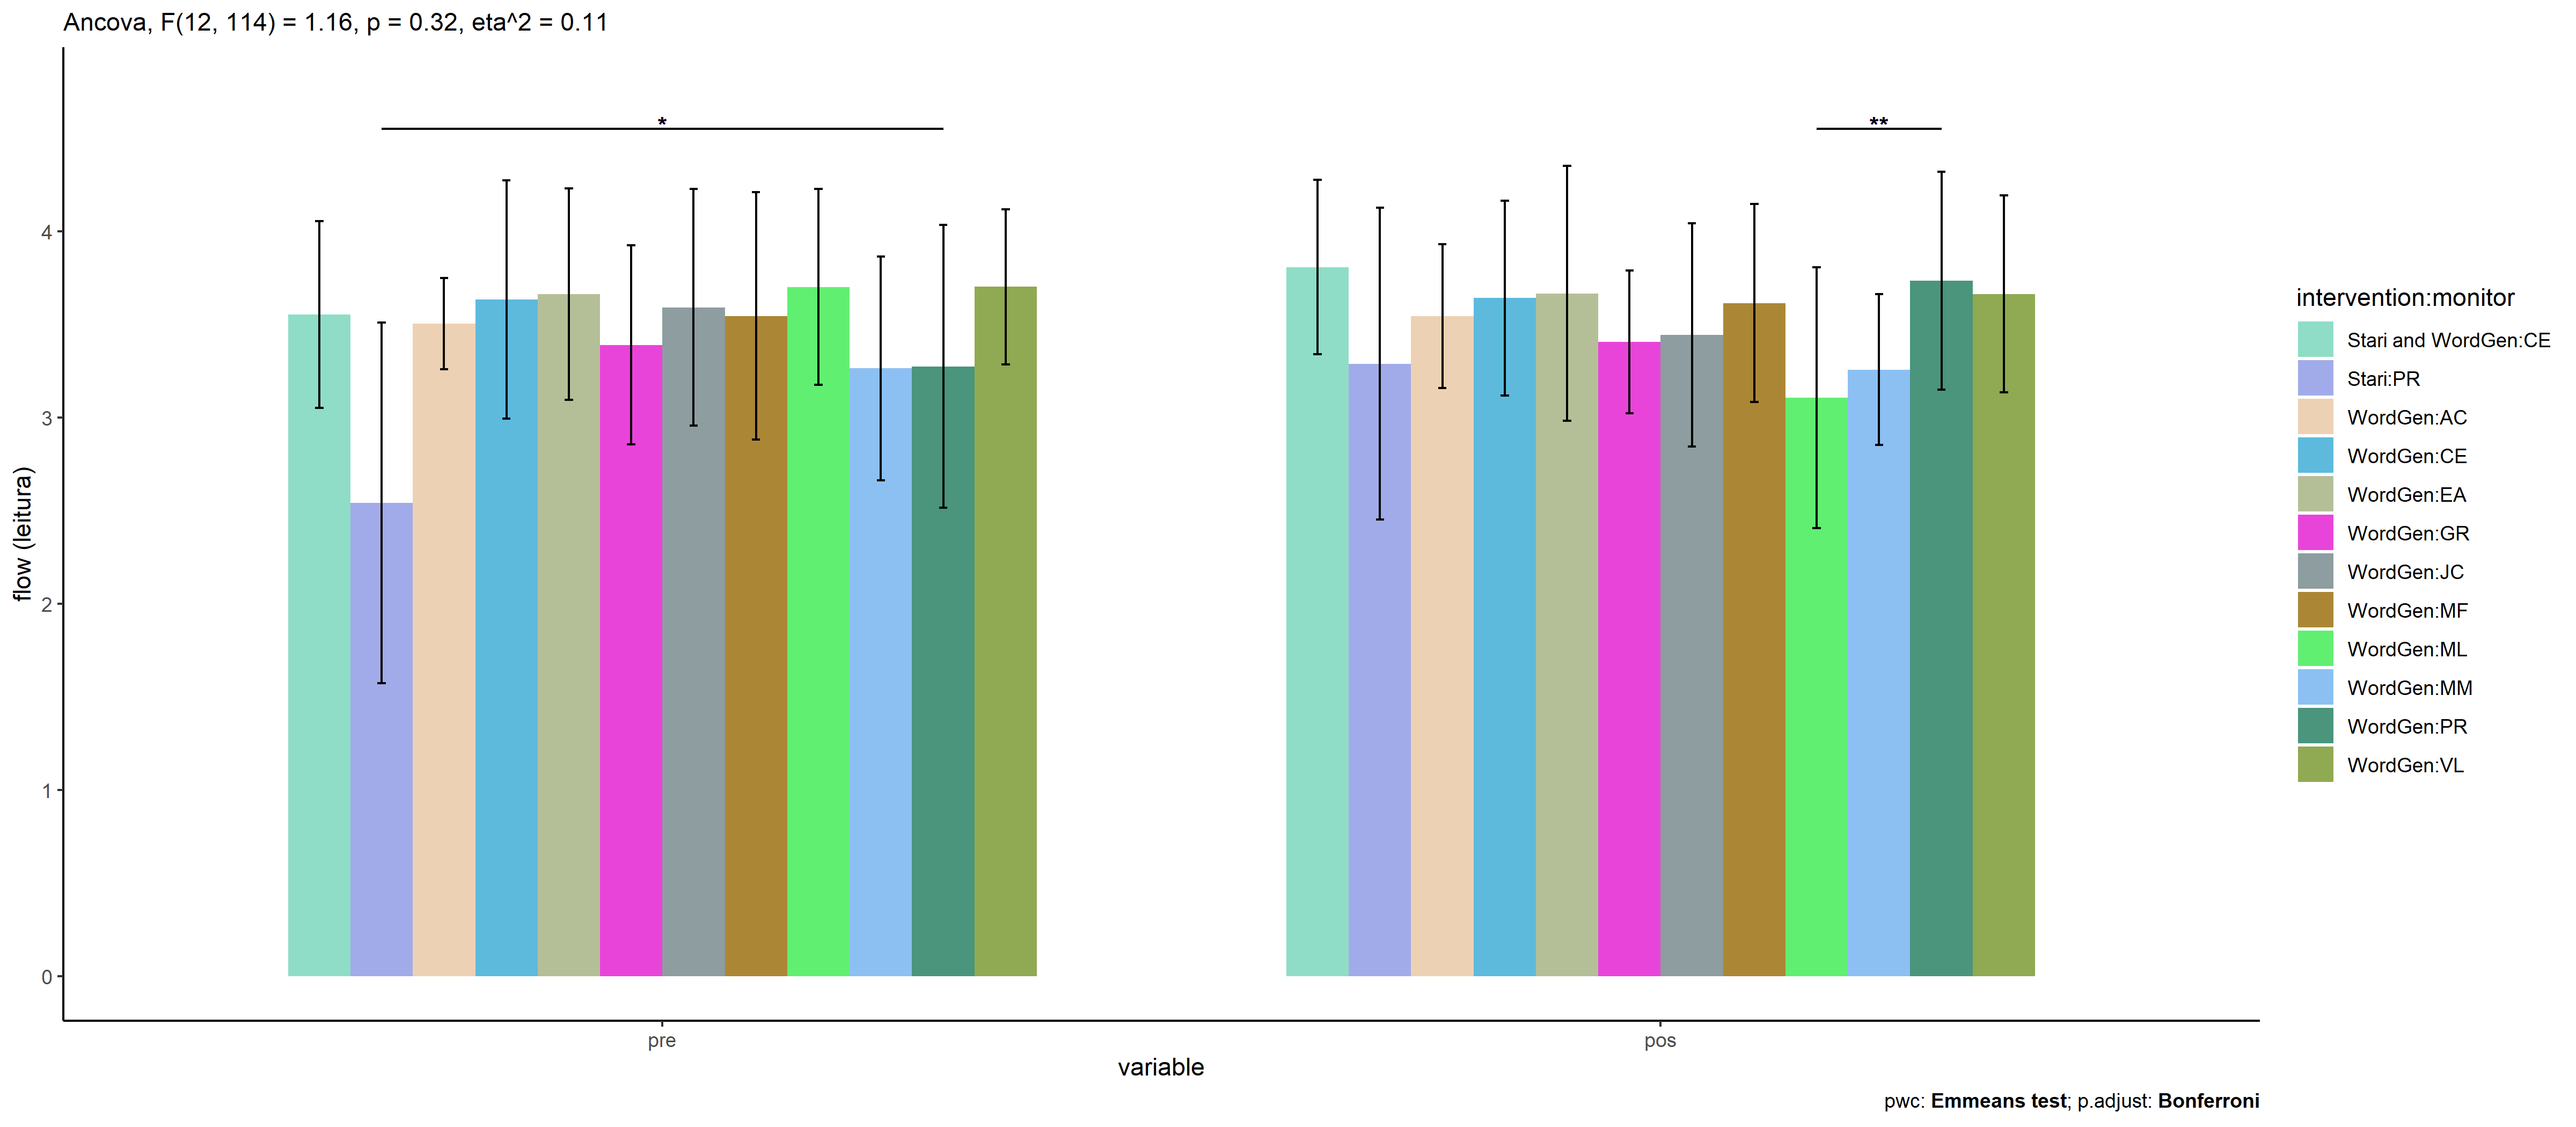 Ancova, F(12, 114) = 1.16, p = 0.32, eta^2 = 0.11
*
**
4
3
2
1
0
flow (leitura)
pre
pos
variable
intervention:monitor
Stari and WordGen:CE
Stari:PR
WordGen:AC
WordGen:CE
WordGen:EA
WordGen:GR
WordGen:JC
WordGen:MF
WordGen:ML
WordGen:MM
WordGen:PR
WordGen:VL
pwc: Emmeans test; p.adjust: Bonferroni